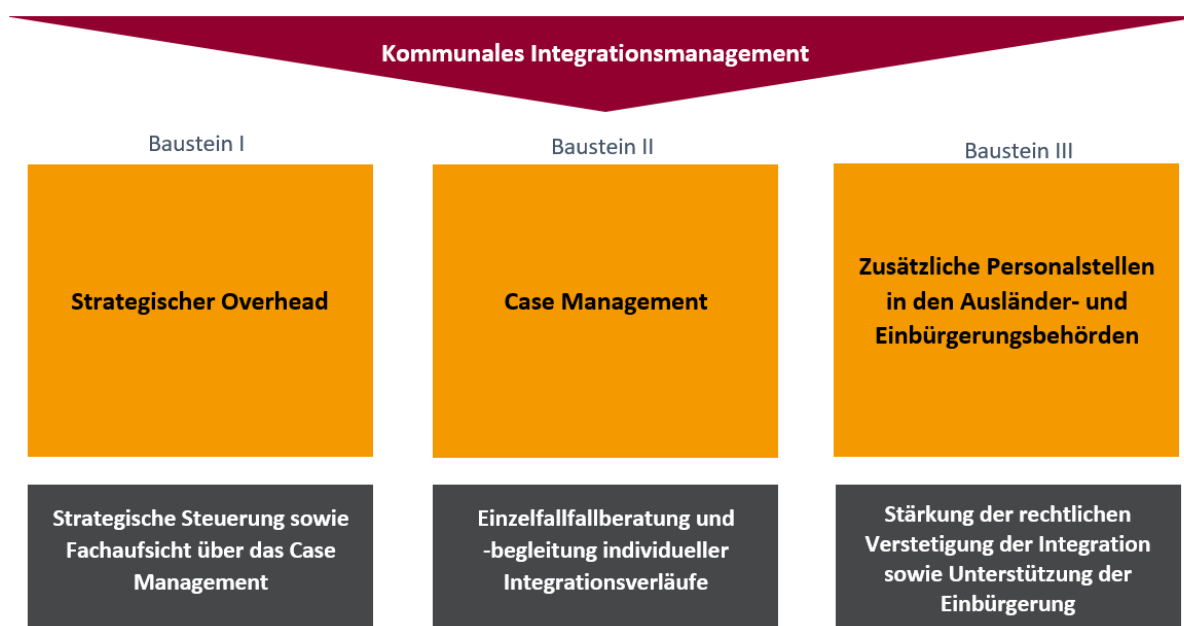 Kommunales Integrationsmanagement
Baustein I
Strategischer Overhead
Strategische Steuerung sowie
Fachaufsicht über das Case
Management
Baustein II
Case Management
Einzelfallfallberatung und
-begleitung individueller
Integrationsverläufe
Baustein III
Zusätzliche Personalstellen
in den Ausländer- und
Einbürgerungsbehörden
Stärkung der rechtlichen
Verstetigung der Integration
sowie Unterstützung der
Einbürgerung